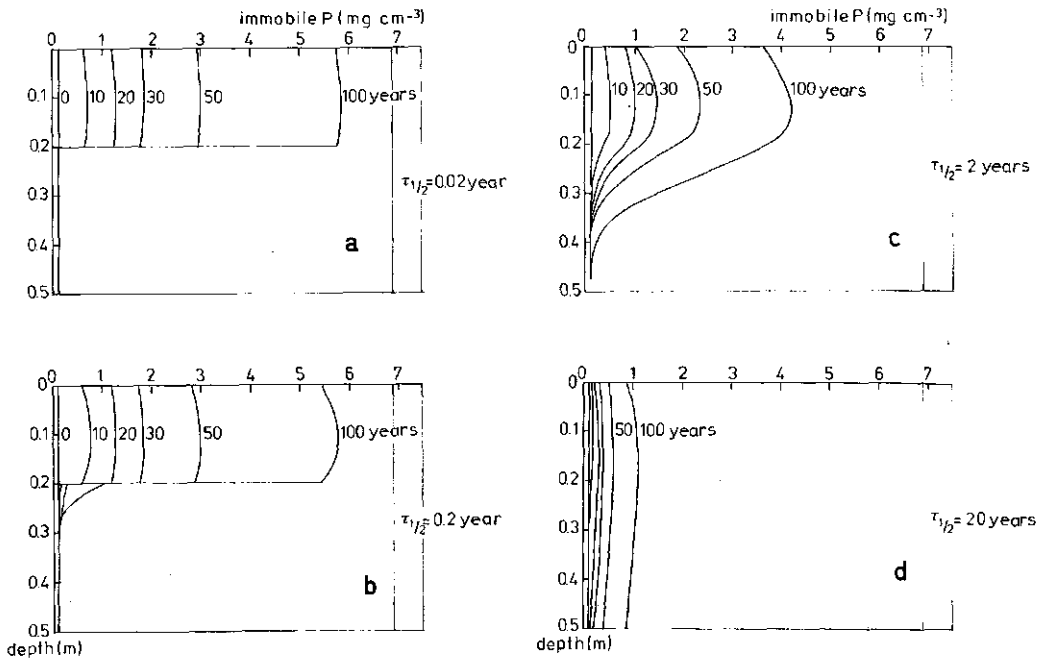 immobile P (mg cm-3)
0 1 2 3 4 5 6 7
0
0.1
0.2
0.3
0.4
0.5
0 10 20 30 50 100 years
τ1/2=0.02 year
a
immobile P (mg cm-3)
0 1 2 3 4 5 6 7
0
0.1
0.2
0.3
0.4
0.5
10 20 30 50 100 years
τ1/2= 2 years
c
0 1 2 3 4 5 6 7
0
0.1
0.2
0.3
0.4
0.5
0 10 20 30 50 100 years
τ1/2=0.2 year
b
depth(m)
0 1 2 3 4 5 6 7
0
0.1
0.2
0.3
0.4
0.5
50 100 years
τ1/2= 20 years
d
depth(m)